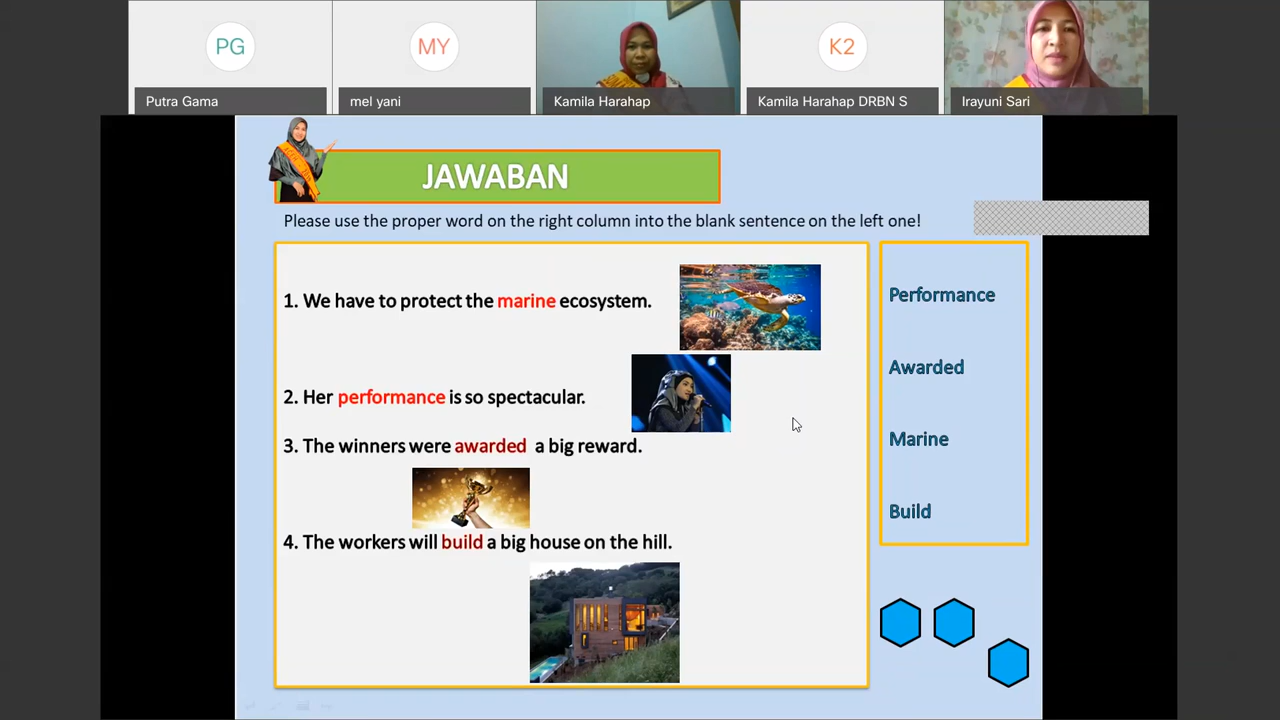 PG
MY
K2
Putra Gama
mel yani
Kamila Harahap
Kamila Harahap DRBN S
Irayuni Sari
JAWABAN
Please use the proper word on the right column into the blank sentence on the left one!
1. We have to protect the marine ecosystem.
2. Her performance is so spectacular.
3. The winners were awarded a big reward.
4. The workers will build a big house on the hill.
Performance
Awarded
Marine
Build